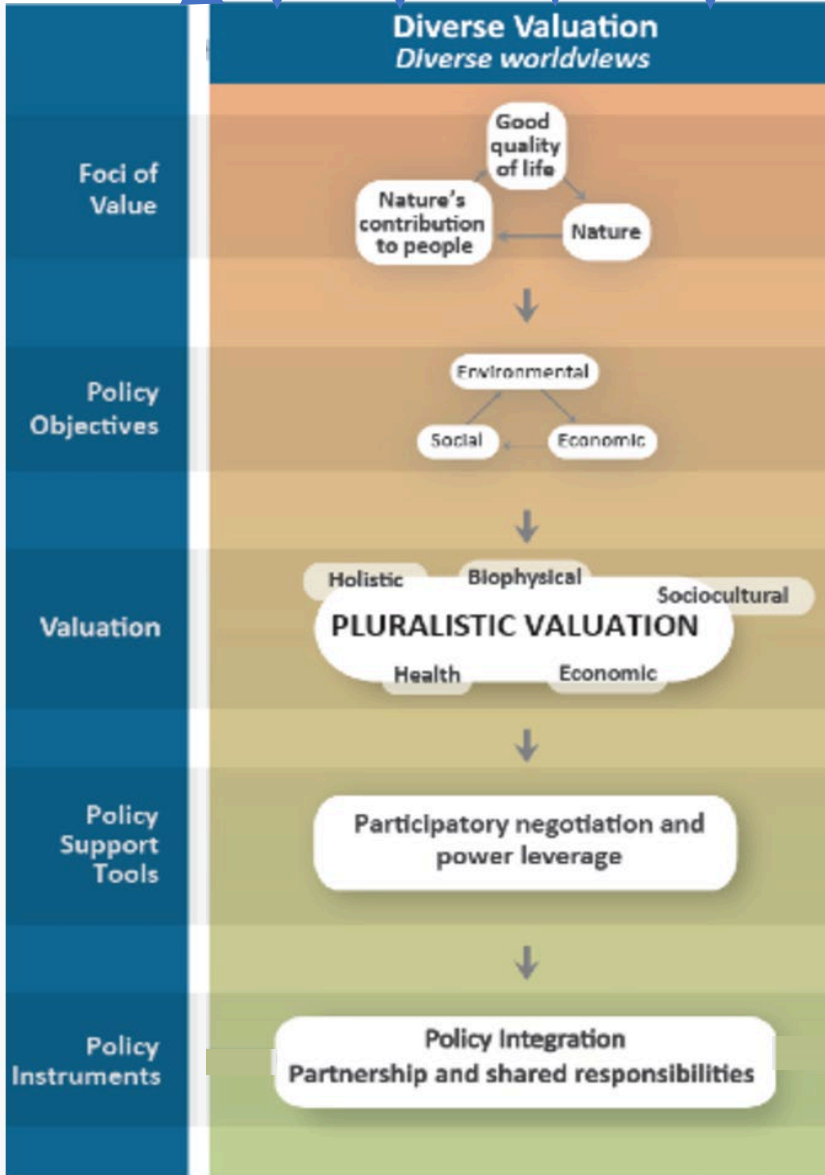 Diverse Valuation
Diverse worldviews
Foci of
Value
Good
quality
of life
Nature's
contribution
to people
Nature
Policy
Objectives
Environmental
Social
Economic
Valuation
Holistic
Biophysical
Sociocultural
PLURALISTIC VALUATION
Health
Economic
Policy
Support
Tools
Participatory negotiation and
power leverage
Policy
Instruments
Policy Integration
Partnership and shared responsibilities